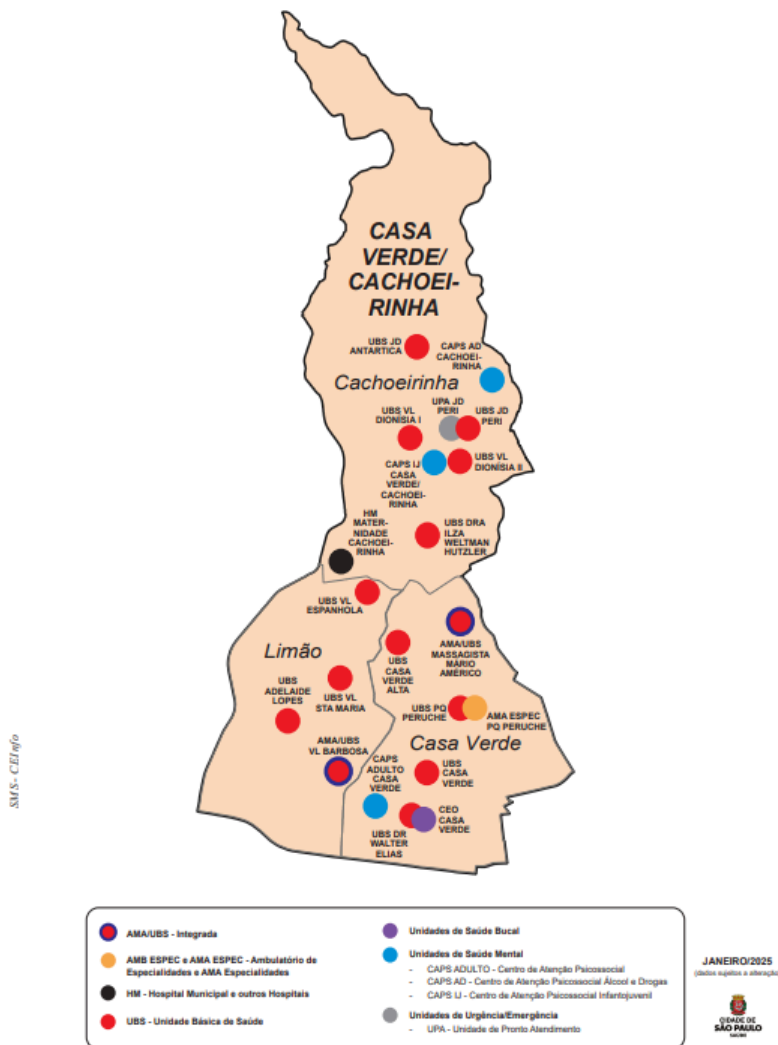 CASA
VERDE/
CACHOEI-
RINHA
UBS JD
ANTARTICA
CAPS AD
CACHOEI-
RINHA
Cachoeirinha
UPA JD
PERI
UBS JD
PERI
UBS VL
DIONÍSIA I
CAPS IJ
CASA
VERDE/
CACHOEI-
RINHA
UBS VL
DIONÍSIA II
HM
MATER-
NIDADE
CACHOEI-
RINHA
UBS DRA
ILZA
WELTMAN
HUTZLER
UBS VL
ESPANHOLA
Limão
UBS
CASA
VERDE
ALTA
AMA/UBS
MASSAGISTA
MARIO
AMÉRICO
UBS
ADELAIDE
LOPES
UBS VL
STA MARIA
UBS PQ
PERUCHE
AMA ESPEC
PQ PERUCHE
AMA/UBS
VL BARBOSA
Casa Verde
CAPS
ADULTO
CASA
VERDE
UBS
CASA
VERDE
UBS DR
WALTER
ELIAS
CEO
CASA
VERDE
SMS - CEInfo
AMA/UBS - Integrada
AMB ESPEC e AMA ESPEC - Ambulatório de
Especialidades e AMA Especialidades
HM - Hospital Municipal e outros Hospitais
UBS - Unidade Básica de Saúde
Unidades de Saúde Bucal
Unidades de Saúde Mental
- CAPS ADULTO - Centro de Atenção Psicossocial
- CAPS AD - Centro de Atenção Psicossocial Álcool e Drogas
- CAPS IJ - Centro de Atenção Psicossocial Infantojuvenil
Unidades de Urgência/Emergência
- UPA - Unidade de Pronto Atendimento
JANEIRO/2025
(dados sujeitos a alteração)
CIDADE DE
SÃO PAULO
SAÚDE